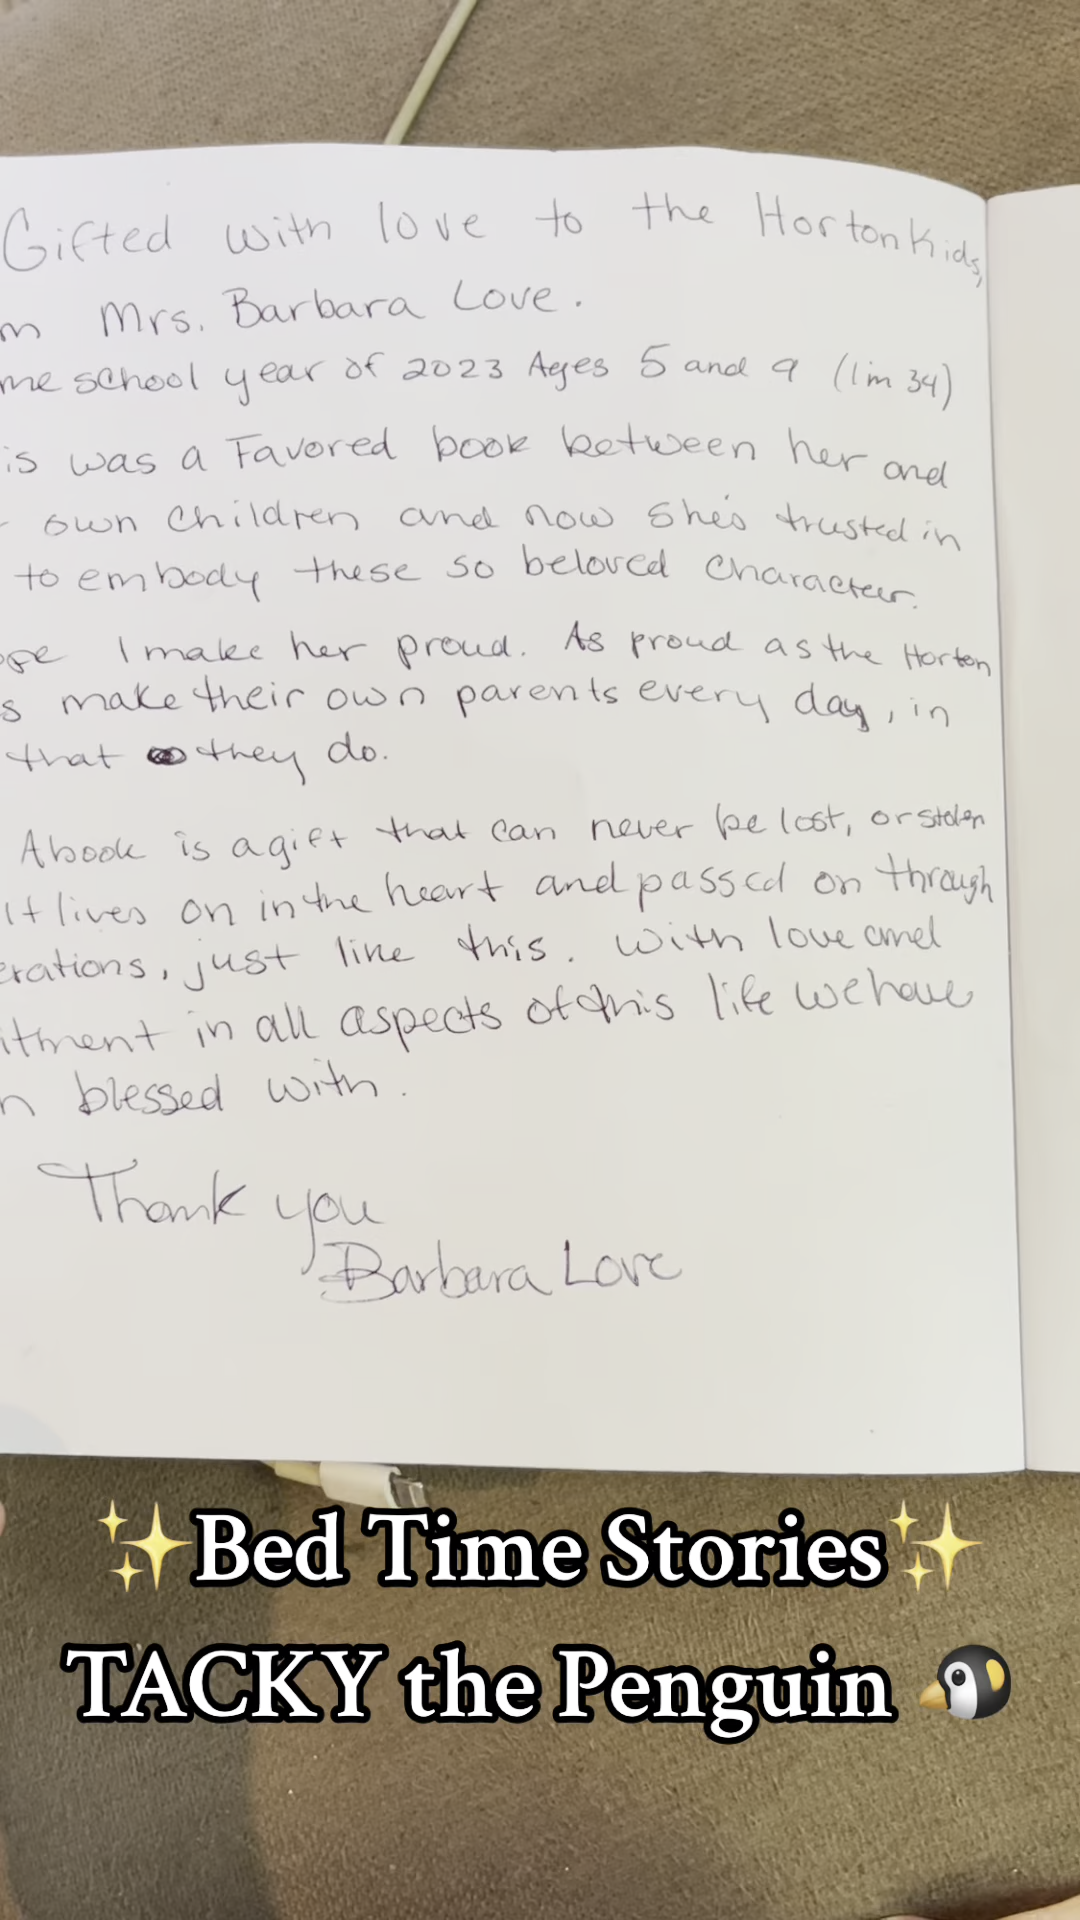 Gifted with love to the Horton Kids,
m Mrs. Barbara Love.
me school year of 2023 Ages 5 and 9 (I'm 34)
is was a Favored book between her and
own children and now she's trusted in
to embody these so beloved character.
ope I make her proud. As proud as the Horton
s make their own parents every day, in
that they do.
A book is a gift that can never be lost, or stolen
It lives on in the heart and passed on through
erations, just like this. With love and
itment in all aspects of this life we have
n blessed with.
Thank you
Barbara Love
✨Bed Time Stories✨
TACKY the Penguin 🐧